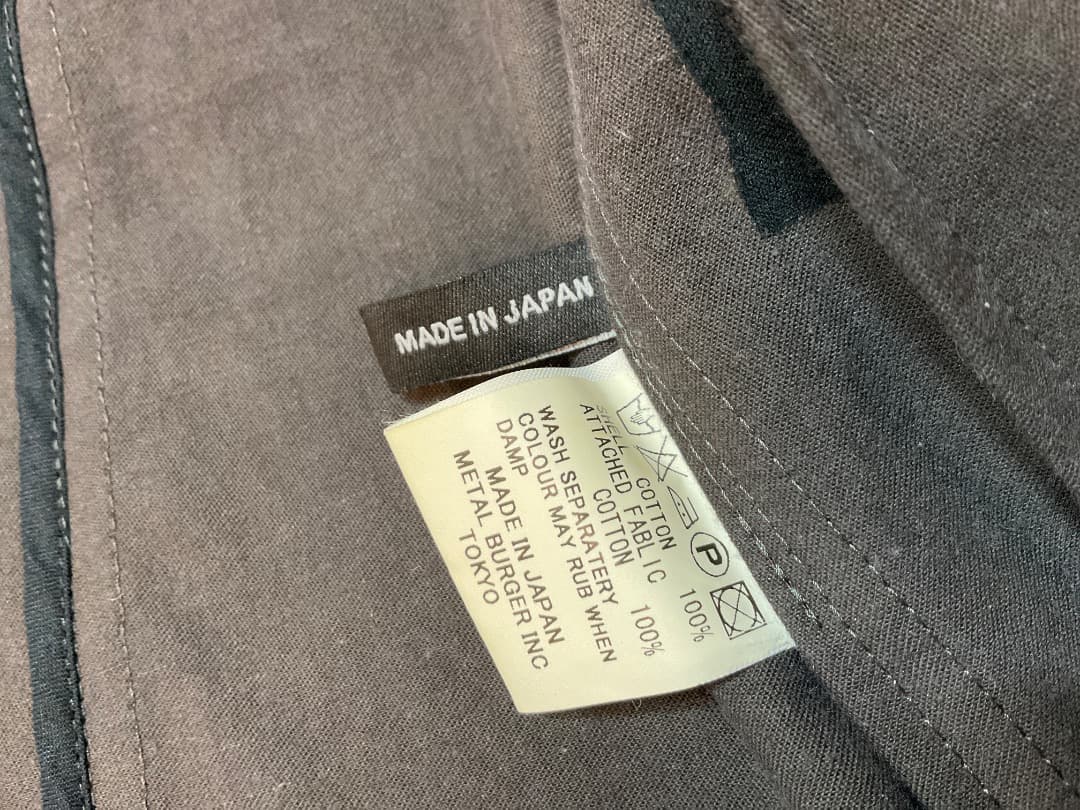 MADE IN JAPAN
P
SHELL
COTTON 100%
ATTACHED FABLIC
COTTON 100%
WASH SEPARATERY
COLOUR MAY RUB WHEN
DAMP
MADE IN JAPAN
METAL BURGER INC
TOKYO